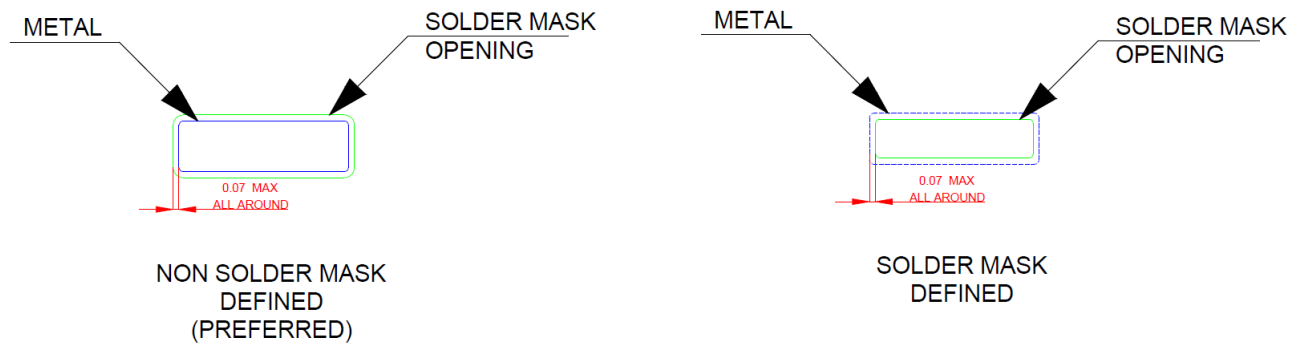 METAL
SOLDER MASK
OPENING
0.07 MAX
ALL AROUND
NON SOLDER MASK
DEFINED
(PREFERRED)
METAL
SOLDER MASK
OPENING
0.07 MAX
ALL AROUND
SOLDER MASK
DEFINED